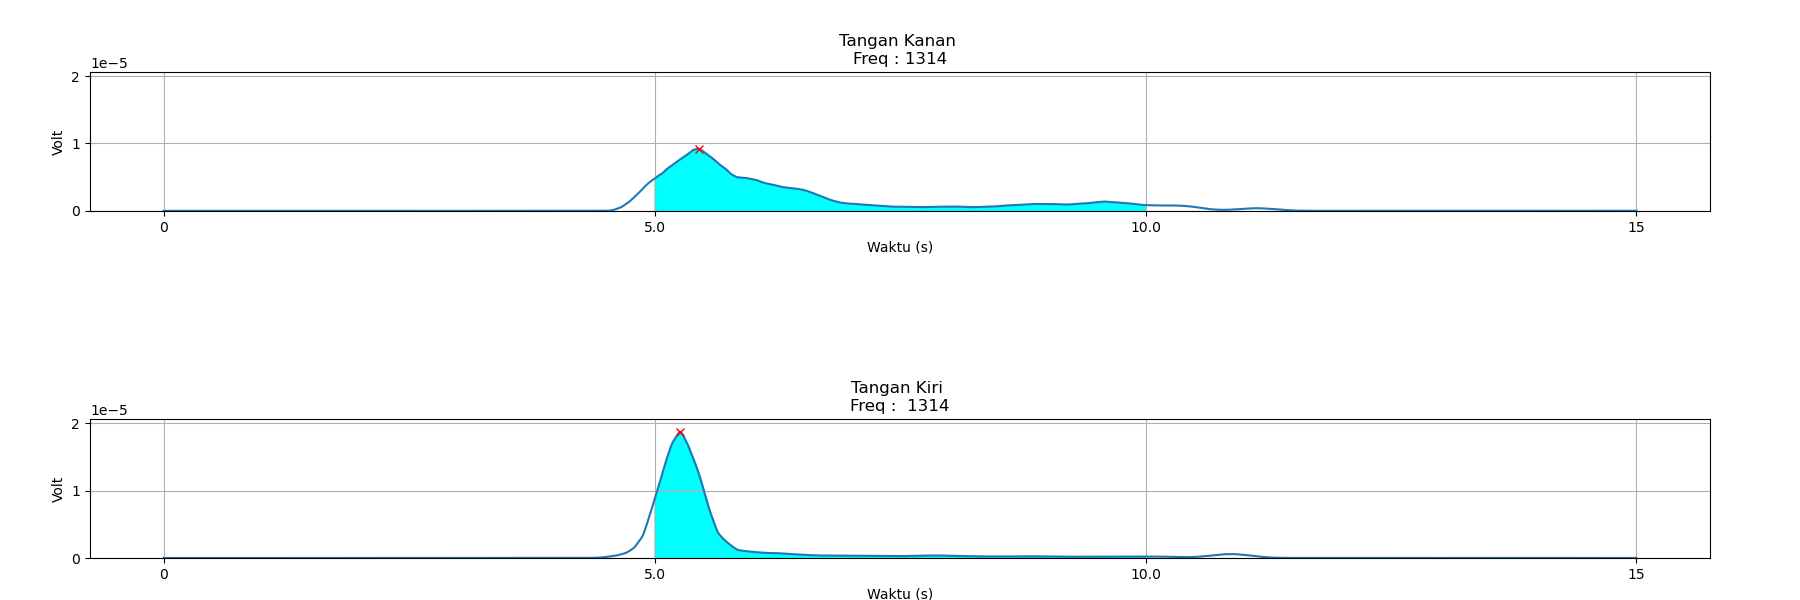 Tangan Kanan
Freq : 1314
1e−5
2
1
0
Volt
0 5.0 10.0 15
Waktu (s)
Tangan Kiri
Freq :  1314
1e−5
2
1
0
Volt
0 5.0 10.0 15
Waktu (s)